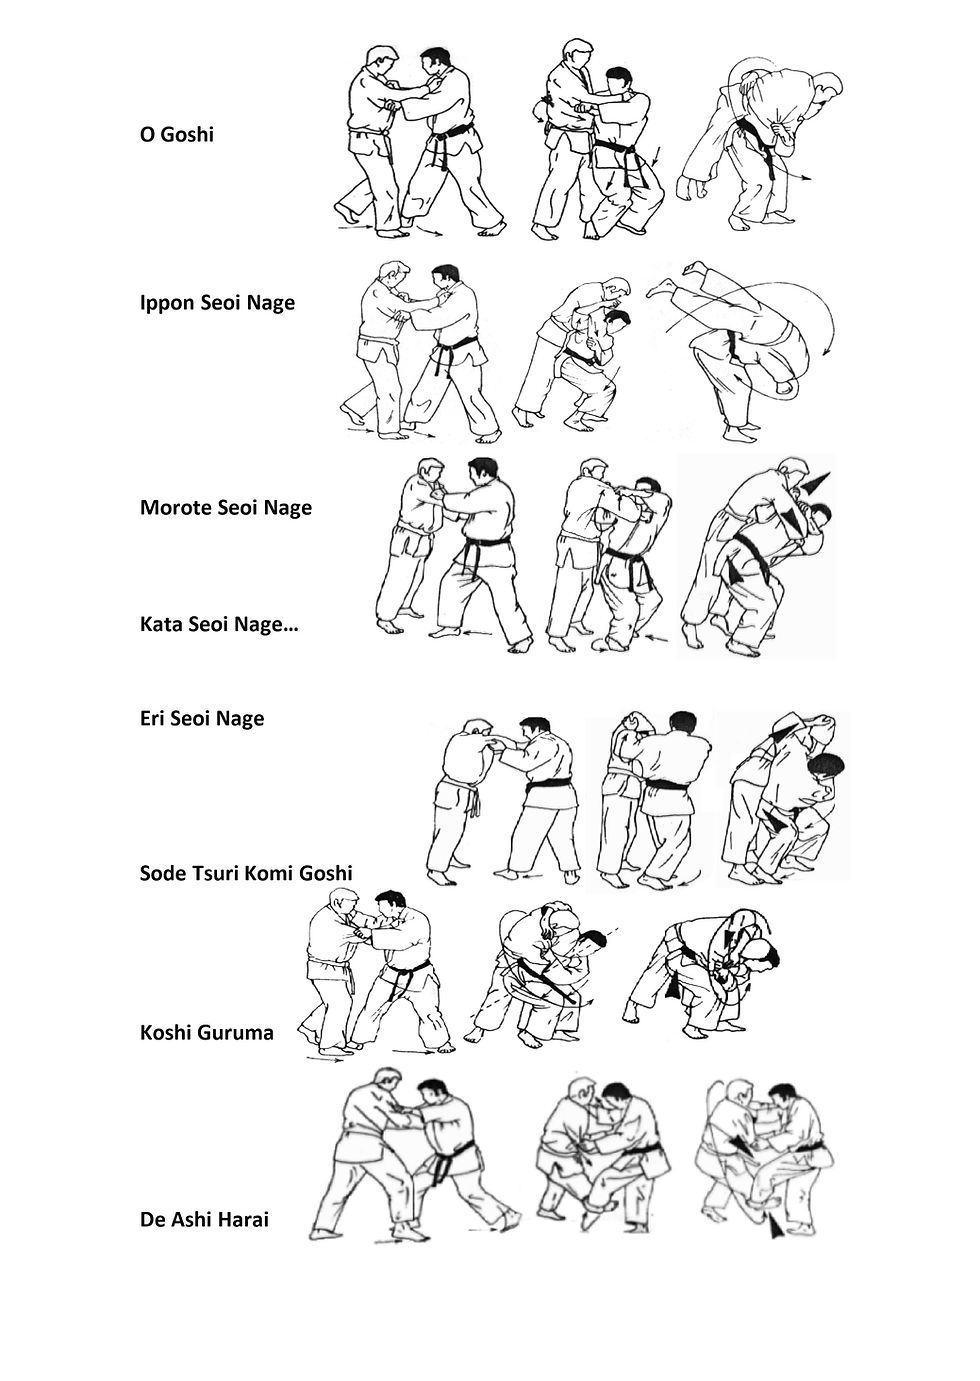 O Goshi
Ippon Seoi Nage
Morote Seoi Nage
Kata Seoi Nage…
Eri Seoi Nage
Sode Tsuri Komi Goshi
Koshi Guruma
De Ashi Harai